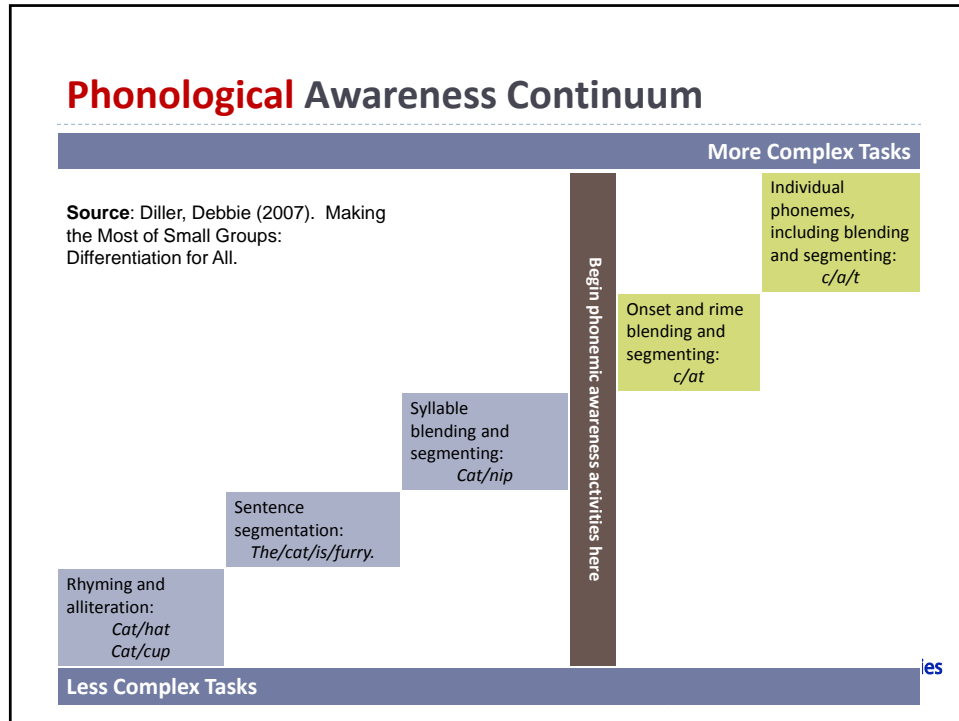 Phonological Awareness Continuum
More Complex Tasks
Source: Diller, Debbie (2007). Making
the Most of Small Groups:
Differentiation for All.
Individual
phonemes,
including blending
and segmenting:
c/a/t
Begin phonemic awareness activities here
Onset and rime
blending and
segmenting:
c/at
Syllable
blending and
segmenting:
Cat/nip
Sentence
segmentation:
The/cat/is/furry.
Rhyming and
alliteration:
Cat/hat
Cat/cup
Less Complex Tasks